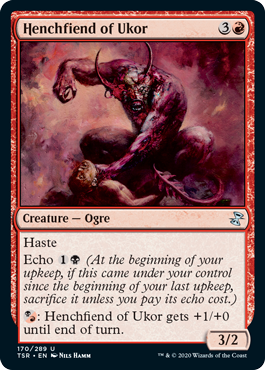 Henchfiend of Ukor 3
Creature — Ogre
Haste
Echo 1 (At the beginning of your
upkeep, if this came under your control
since the beginning of your last upkeep,
sacrifice it unless you pay its echo cost.)
: Henchfiend of Ukor gets +1/+0
until end of turn.
3/2
170/289 U
TSR • EN Nils Hamm
™ & © 2020 Wizards of the Coast